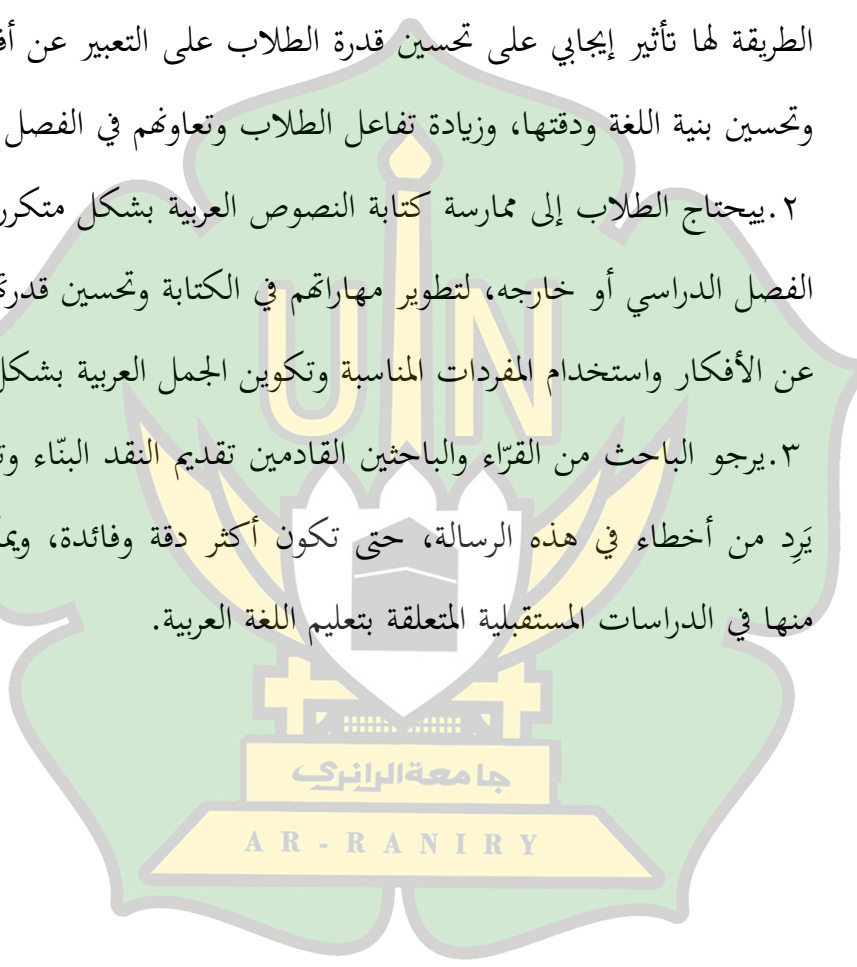 الطريقة لها تأثير إيجابي على تحسين قدرة الطلاب على التعبير عن
وتحسين بنية اللغة ودقتها، وزيادة تفاعل الطلاب وتعاونهم في الفصل
٢.ييحتاج الطلاب إلى ممارسة كتابة النصوص العربية بشكل متكرر
الفصل الدراسي أو خارجه، لتطوير مهاراتهم في الكتابة وتحسين
عن الأفكار واستخدام المفردات المناسبة وتكوين الجمل العربية بشكل
٣.يرجو الباحث من القرّاء والباحثين القادمين تقديم النقد البنّاء
يَرِد من أخطاء في هذه الرسالة، حتى تكون أكثر دقة وفائدة،
منها في الدراسات المستقبلية المتعلقة بتعليم اللغة العربية.
UIN
جامعة الرانري
AR-RANIRY